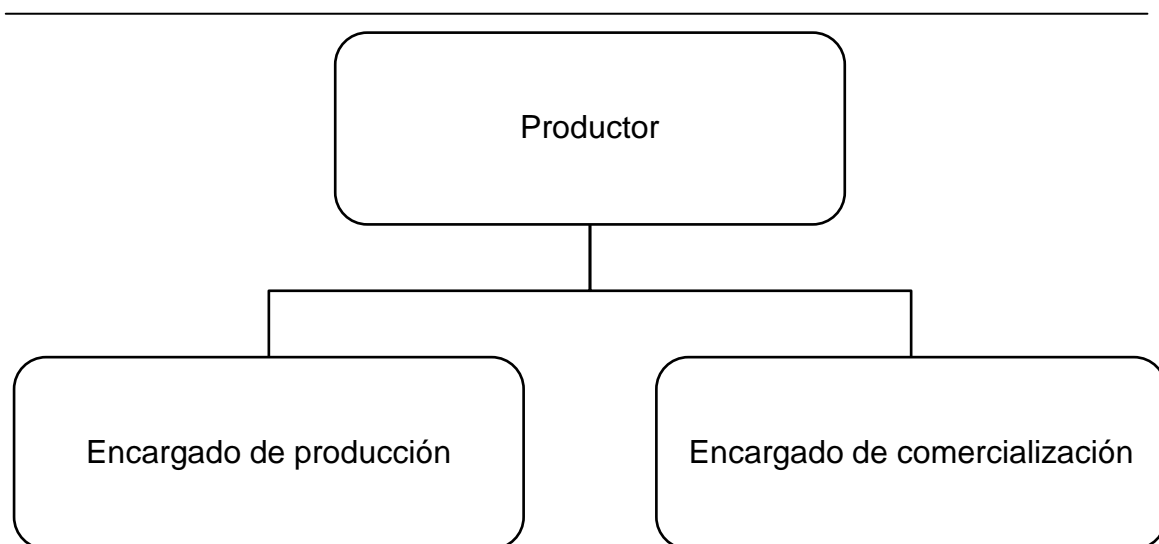 Productor
Encargado de producción
Encargado de comercialización